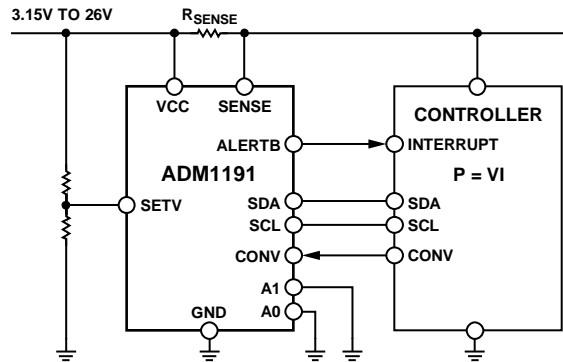 3.15V TO 26V
RSENSE
VCC
SENSE
ALERTB
ADM1191
SETV
SDA
SCL
CONV
A1
A0
GND
CONTROLLER
INTERRUPT
P = VI
SDA
SCL
CONV